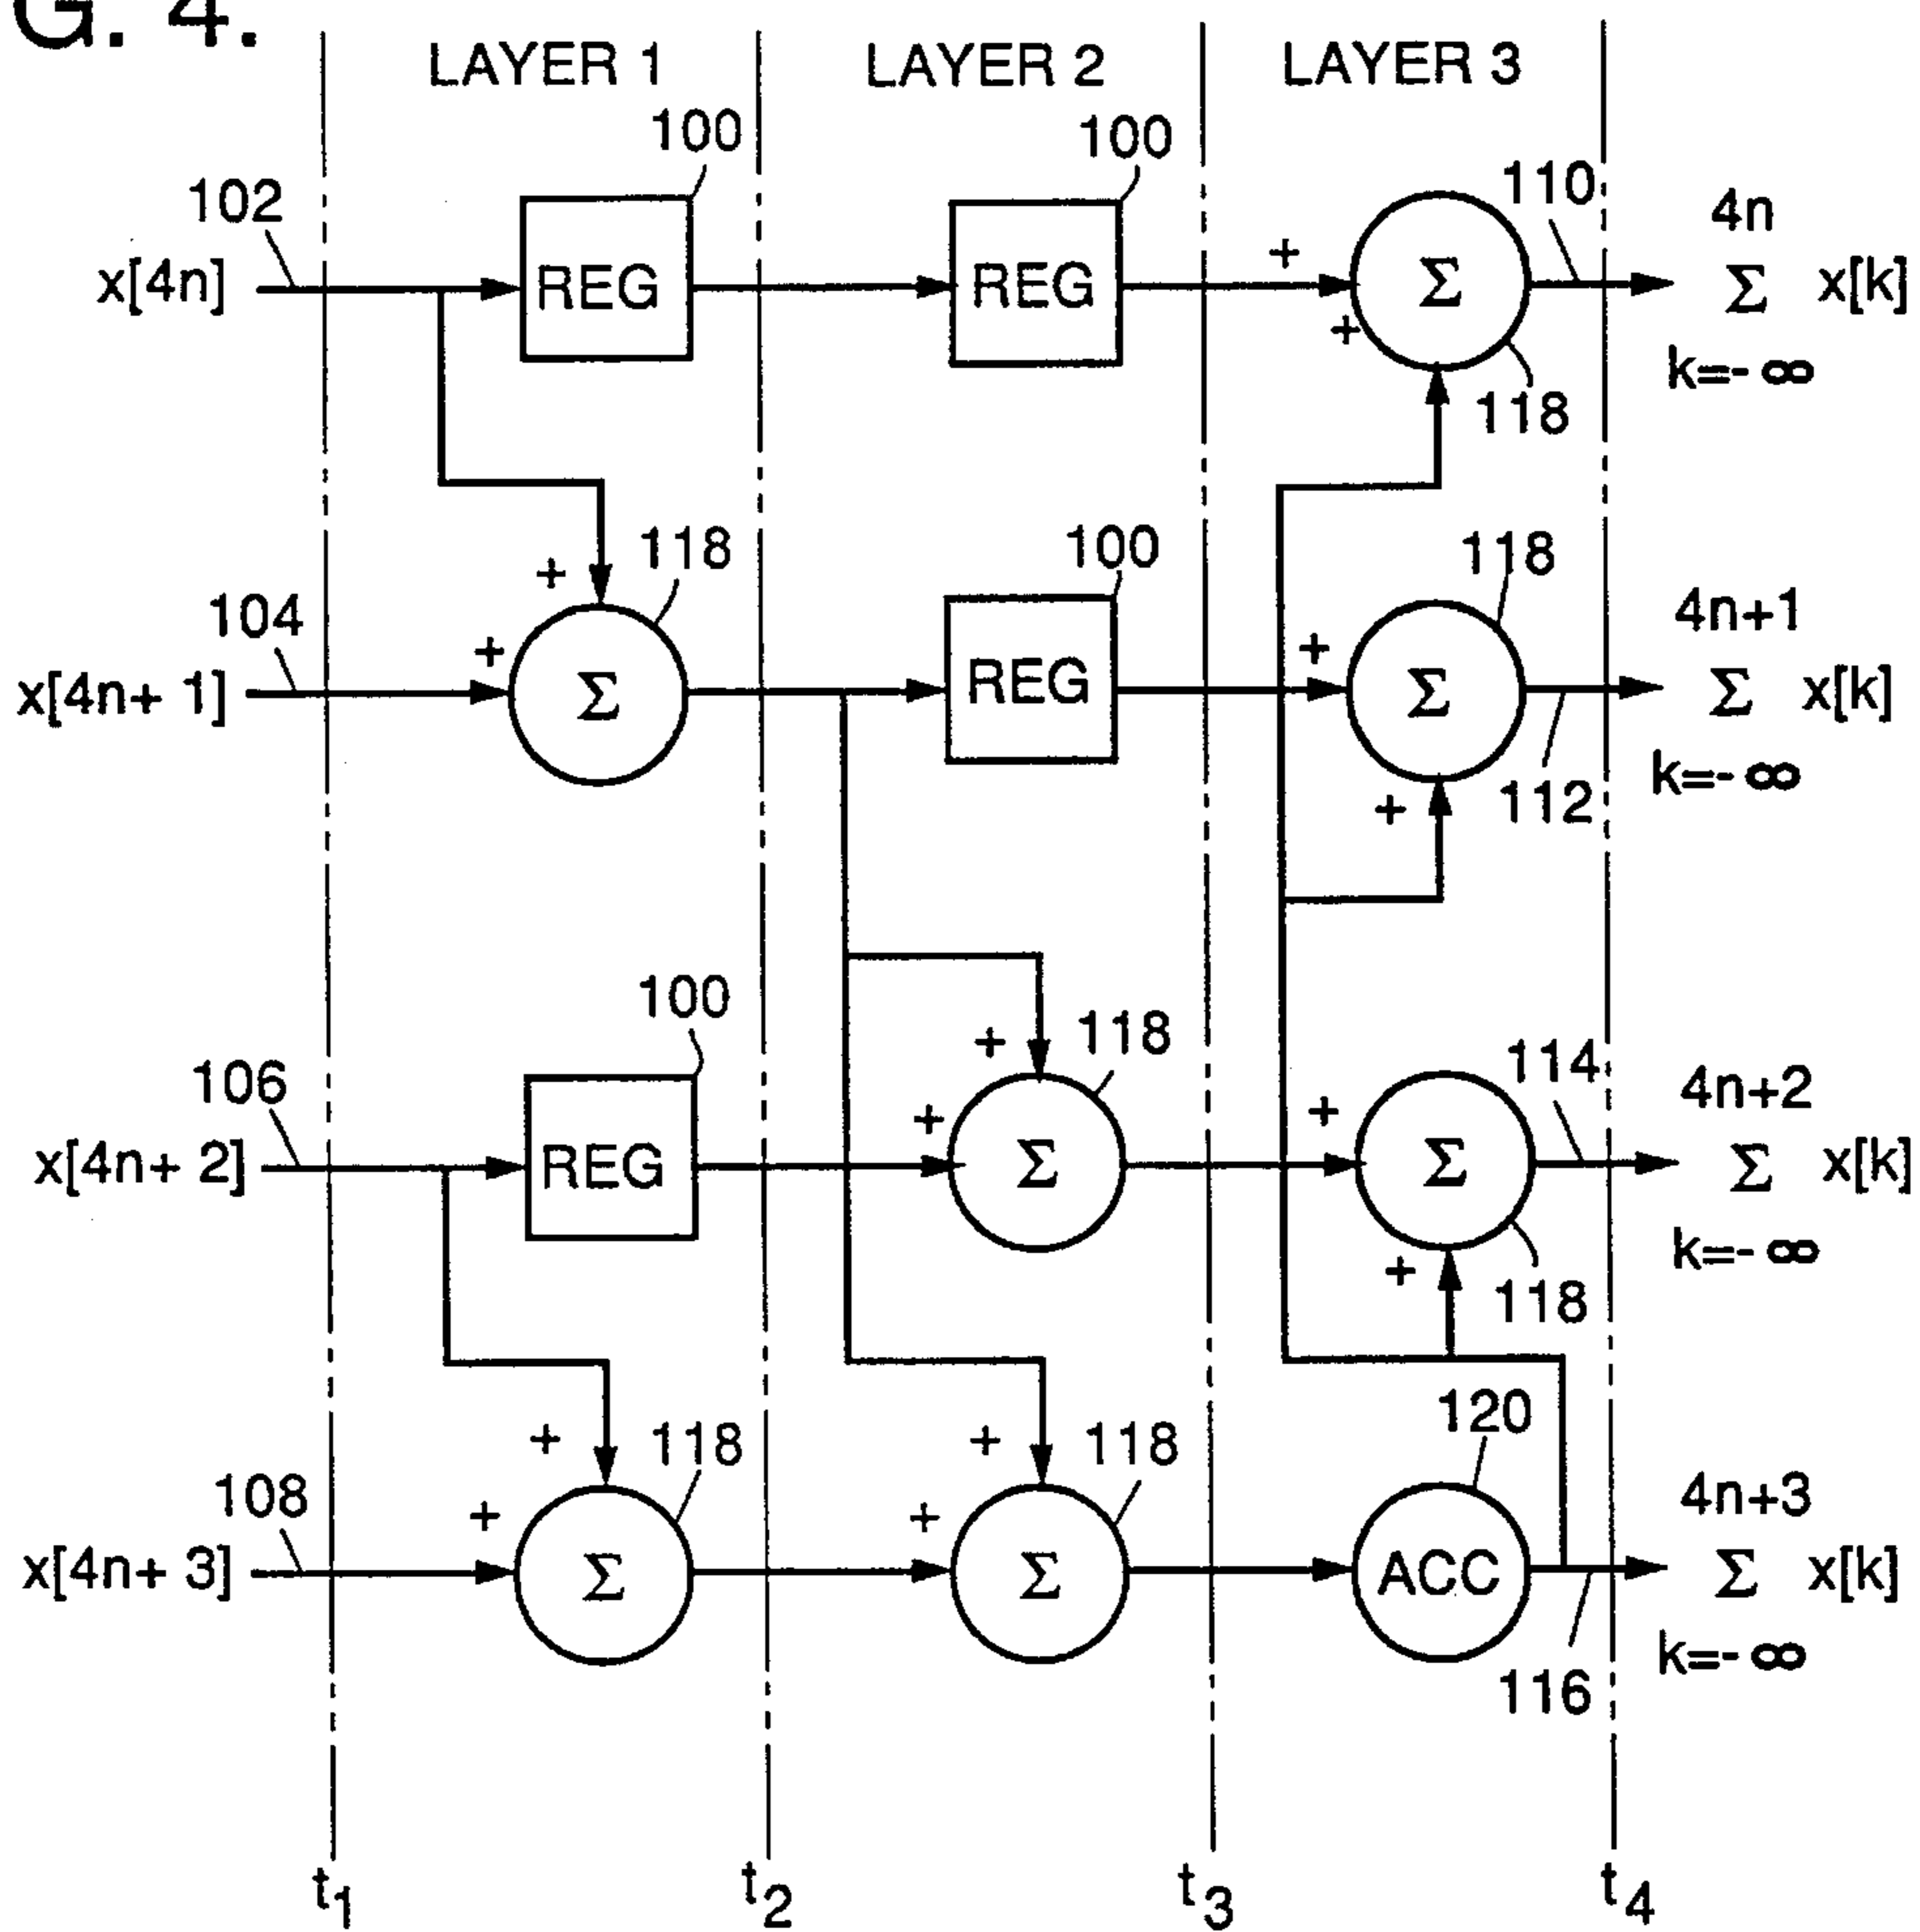 G. 4.
LAYER 1 LAYER 2 LAYER 3
100 100
102 110 4n
x[4n] REG REG + Σ Σ x[k]
+
k=-∞
118
118 100 118
+
104 4n+1
x[4n+ 1] + Σ REG + Σ Σ x[k]
+ 112 k=-∞
100 + 118
106 114 4n+2
x[4n+ 2] REG + Σ + Σ Σ x[k]
+ 118 k=-∞
+ 118 + 118 120
108 4n+3
x[4n+ 3] + Σ + Σ ACC Σ x[k]
116 k=-∞
t1 t2 t3 t4